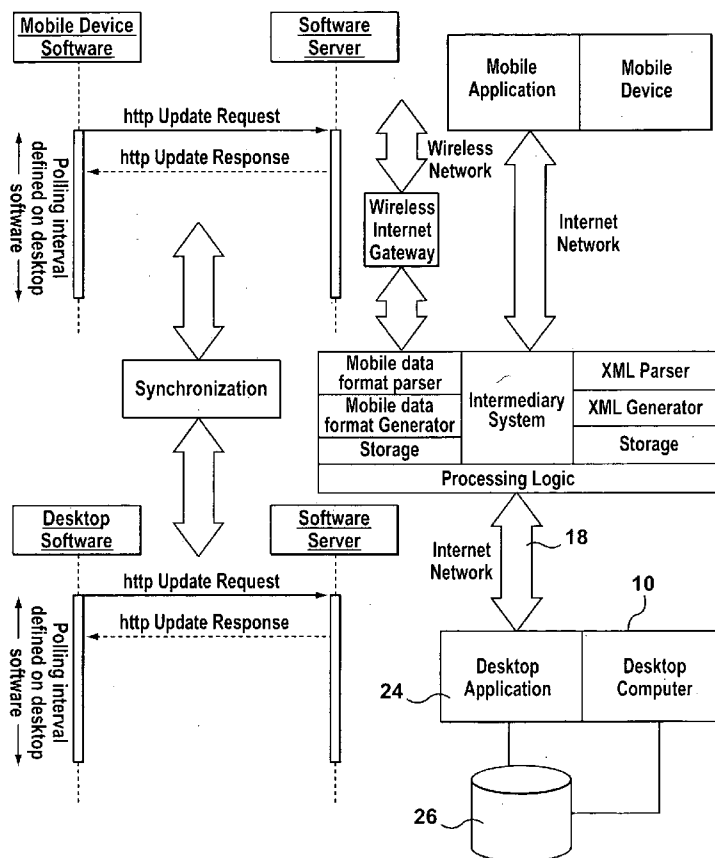 Mobile Device
Software
Software
Server
http Update Request
http Update Response
Polling interval
defined on desktop
software
Synchronization
Desktop
Software
Software
Server
http Update Request
http Update Response
Polling interval
defined on desktop
software
Mobile
Application
Mobile
Device
Wireless
Network
Wireless
Internet
Gateway
Internet
Network
Mobile data
format parser
Mobile data
format Generator
Storage
Intermediary
System
XML Parser
XML Generator
Storage
Processing Logic
Internet
Network
18
10
24
Desktop
Application
Desktop
Computer
26